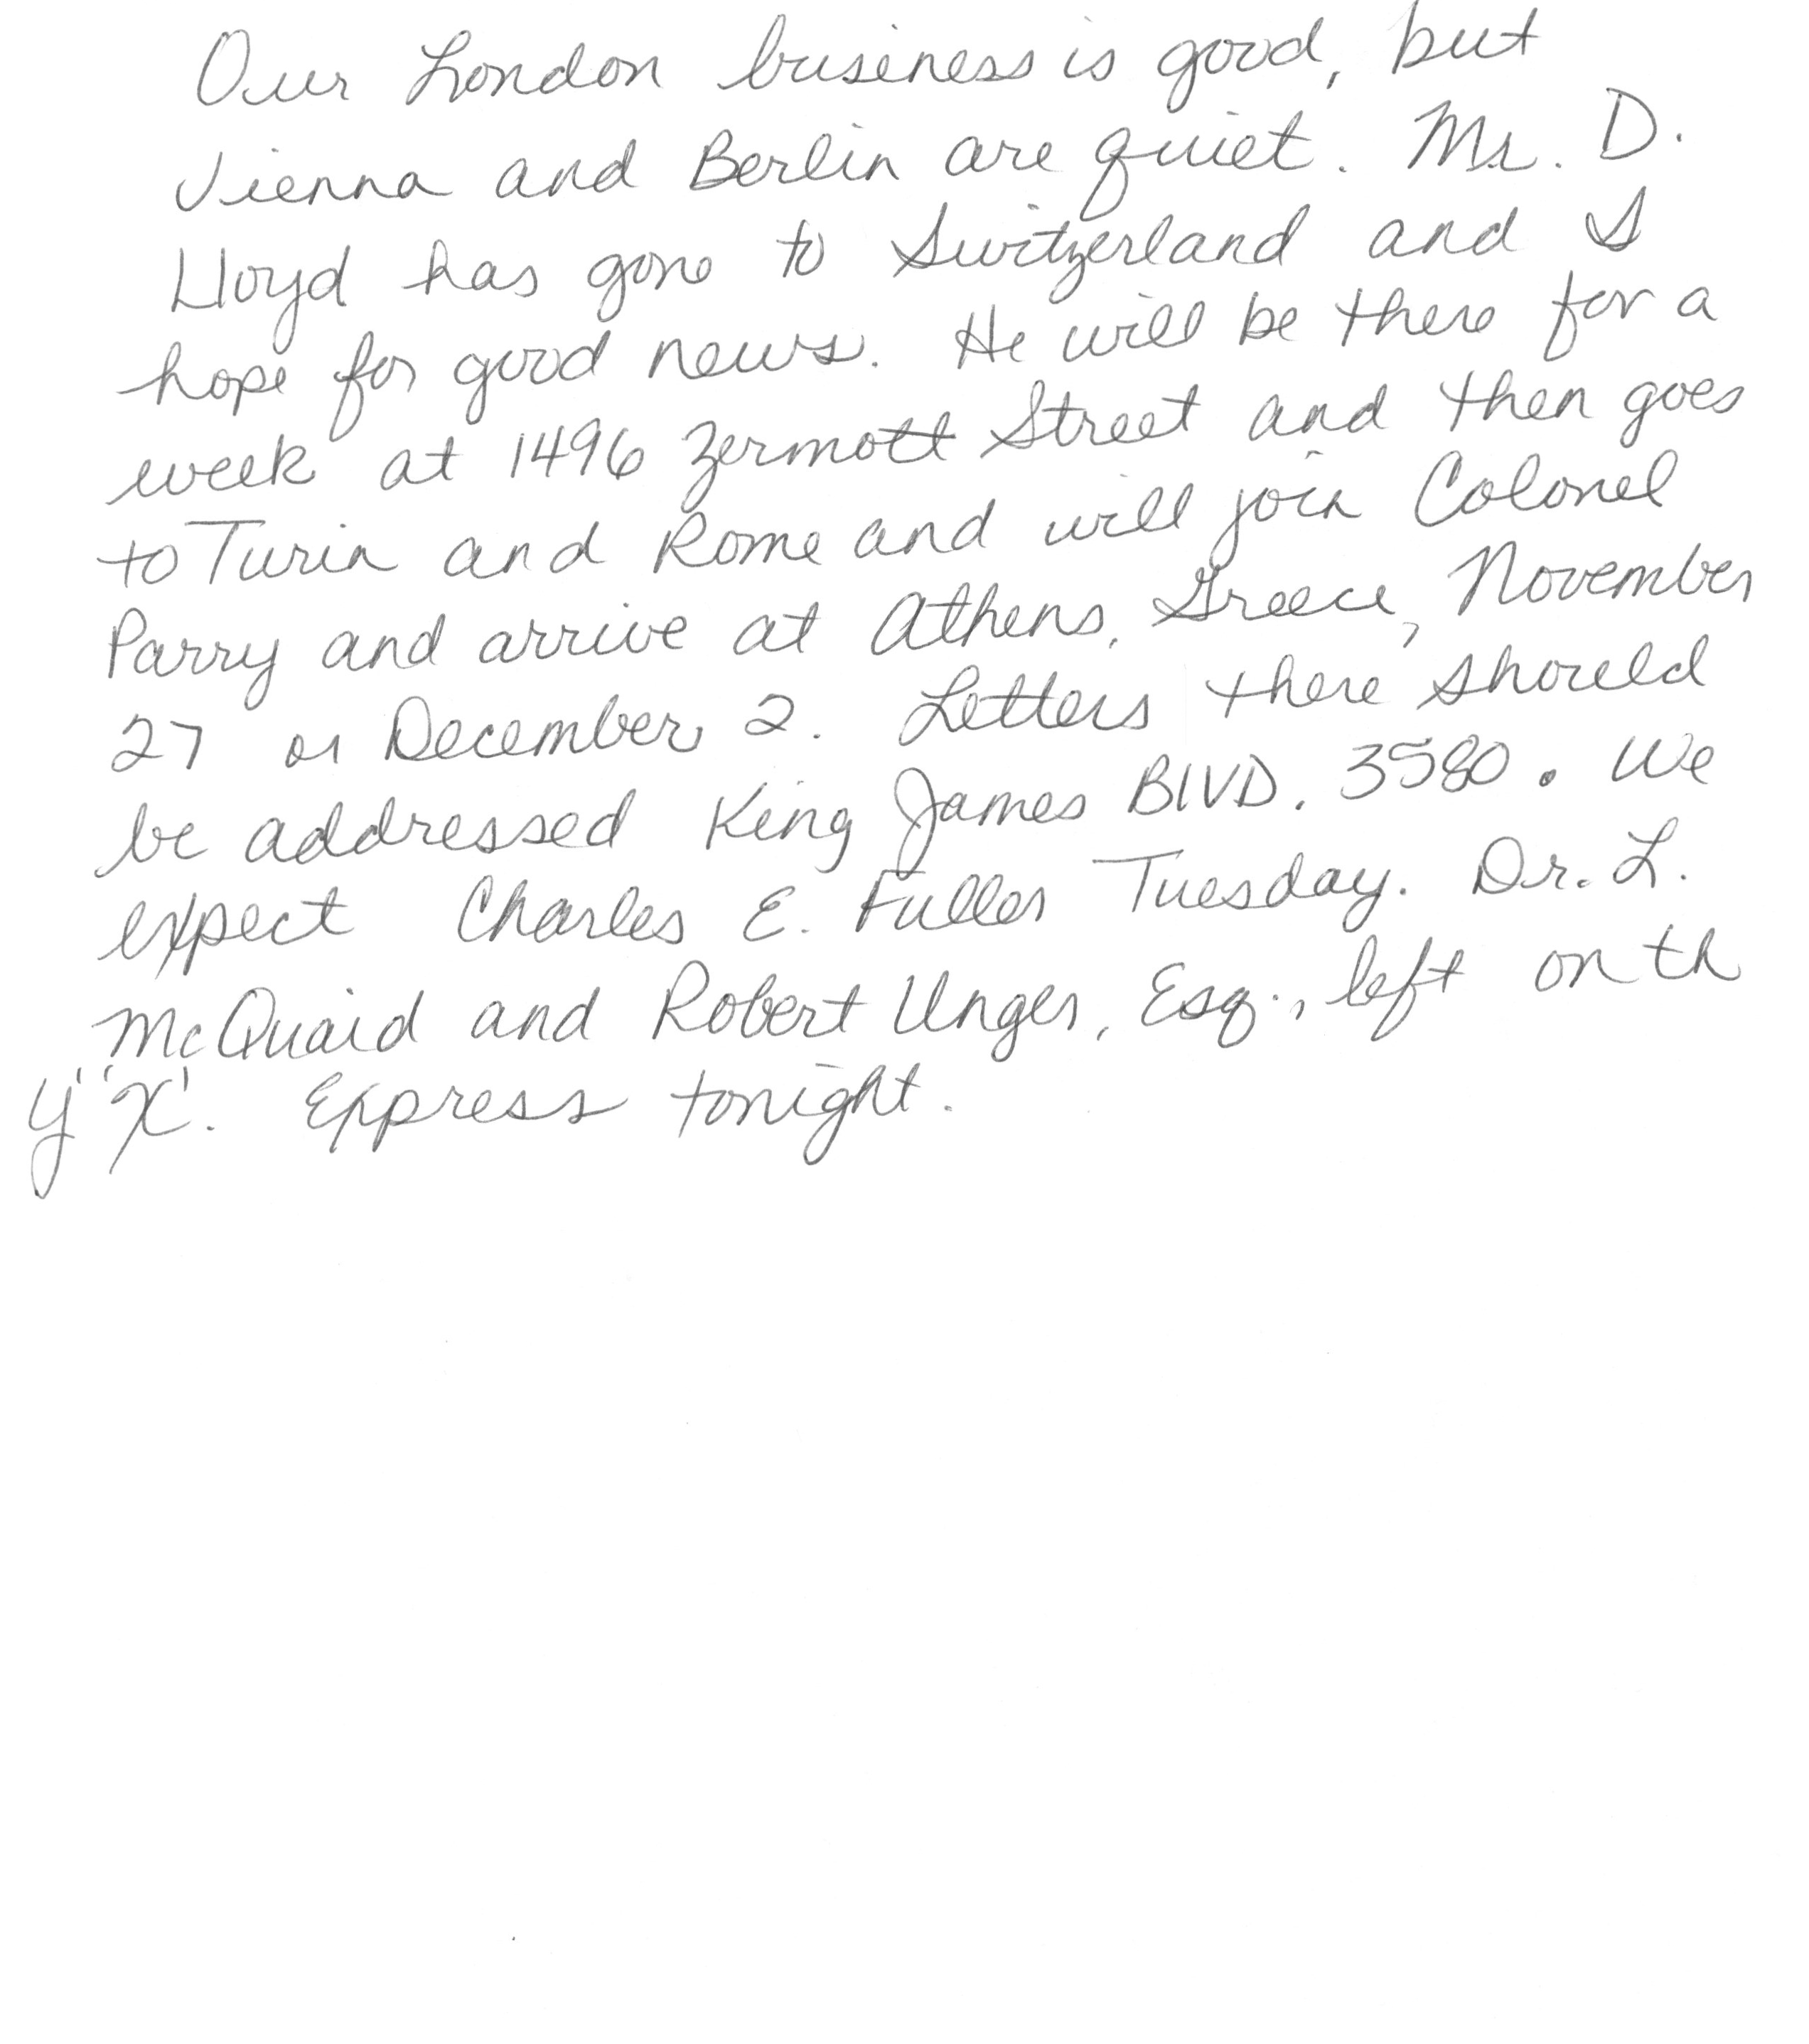 Our London business is good, but
Vienna and Berlin are quiet. Mr. D.
Lloyd has gone to Switzerland and I
hope for good news. He will be there for a
week at 1496 Zermott Street and then goes
to Turin and Rome and will join Colonel
Parry and arrive at Athens, Greece, November
27 or December 2. Letters there should
be addressed King James BlVD. 3580. We
expect Charles E. Fuller Tuesday. Dr. L.
McQuaid and Robert Unger, Esq., left on th
y' 'X'. Express tonight.